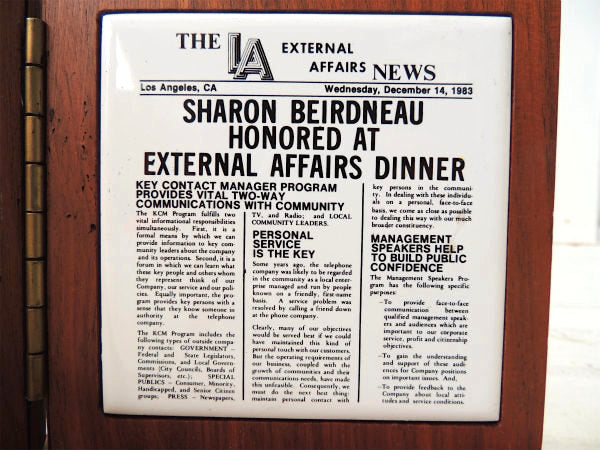 THE LA EXTERNAL
AFFAIRS NEWS
Los Angeles, CA Wednesday, December 14, 1983
SHARON BEIRDNEAU
HONORED AT
EXTERNAL AFFAIRS DINNER
KEY CONTACT MANAGER PROGRAM
PROVIDES VITAL TWO-WAY
COMMUNICATIONS WITH COMMUNITY
The KCM Program fulfills two
vital informational responsibilities
simultaneously. First, it is a
formal means by which we can
provide information to key com-
munity leaders about the company
and its operations. Second, it is a
forum in which we can learn what
these key people and others whom
they represent think of our
Company, our service and our poli-
cies. Equally important, the pro-
gram provides key persons with a
sense that they know someone in
authority at the telephone
company.
The KCM Program includes the
following types of outside compa-
ny contacts: GOVERNMENT –
Federal and State Legislators,
Commissions, and Local Govern-
ments (City Councils, Boards of
Supervisors, etc.); SPECIAL
PUBLICS – Consumer, Minority,
Handicapped, and Senior Citizen
groups. PRESS – Newspapers,
TV, and Radio; and LOCAL
COMMUNITY LEADERS.
PERSONAL
SERVICE
IS THE KEY
Some years ago, the telephone
company was likely to be regarded
in the community as a local enter-
prise managed and run by people
known on a friendly, first-name
basis. A service problem was
resolved by calling a friend down
at the phone company.
Clearly, many of our objectives
would be served best if we could
have maintained this kind of
personal touch with our customers.
But the operating requirements of
our business, coupled with the
growth of communities and their
communications needs, have made
this unfeasible. Consequently, we
must do the next best thing:
maintain personal contact with
key persons in the communi-
ty. In dealing with these individu-
als on a personal, face-to-face
basis, we come as close as possible
to dealing this way with our much
broader constituency.
MANAGEMENT
SPEAKERS HELP
TO BUILD PUBLIC
CONFIDENCE
The Management Speakers Pro-
gram has the following specific
purposes:
–To provide face-to-face
communication between
qualified management speak-
ers and audiences which are
important to our corporate
service, profit and citizenship
objectives.
–To gain the understanding
and support of these audi-
ences for Company positions
on important issues. And,
–To provide feedback to the
Company about local atti-
tudes and service conditions.